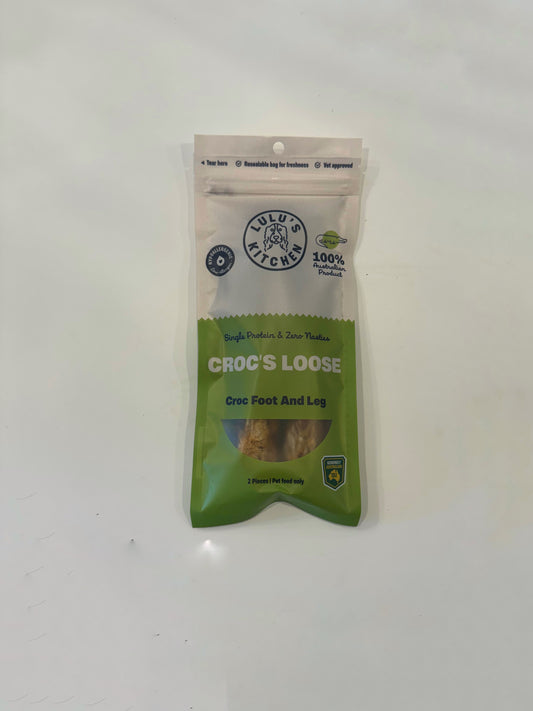 Tear here Resealable bag for freshness Vet approved
LULU'S
KITCHEN
HYPOALLERGENIC
100%
Australian
Product
Single Protein & Zero Nasties
CROC'S LOOSE
Croc Foot And Leg
2 Pieces | Pet food only